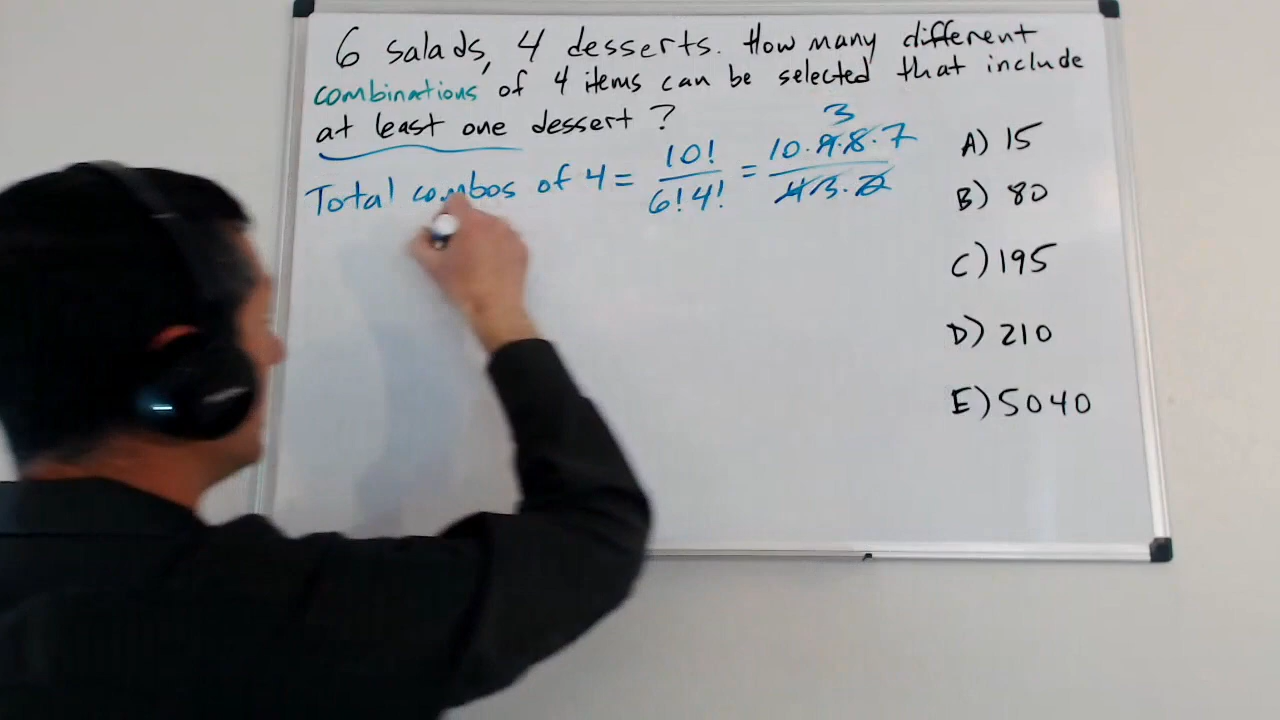 6 salads, 4 desserts. How many different
combinations of 4 items can be selected that include
at least one dessert?
Total combos of 4 = 10!/6!4! = 10·9·8·7/4·3·2
3
A) 15
B) 80
C) 195
D) 210
E) 5040